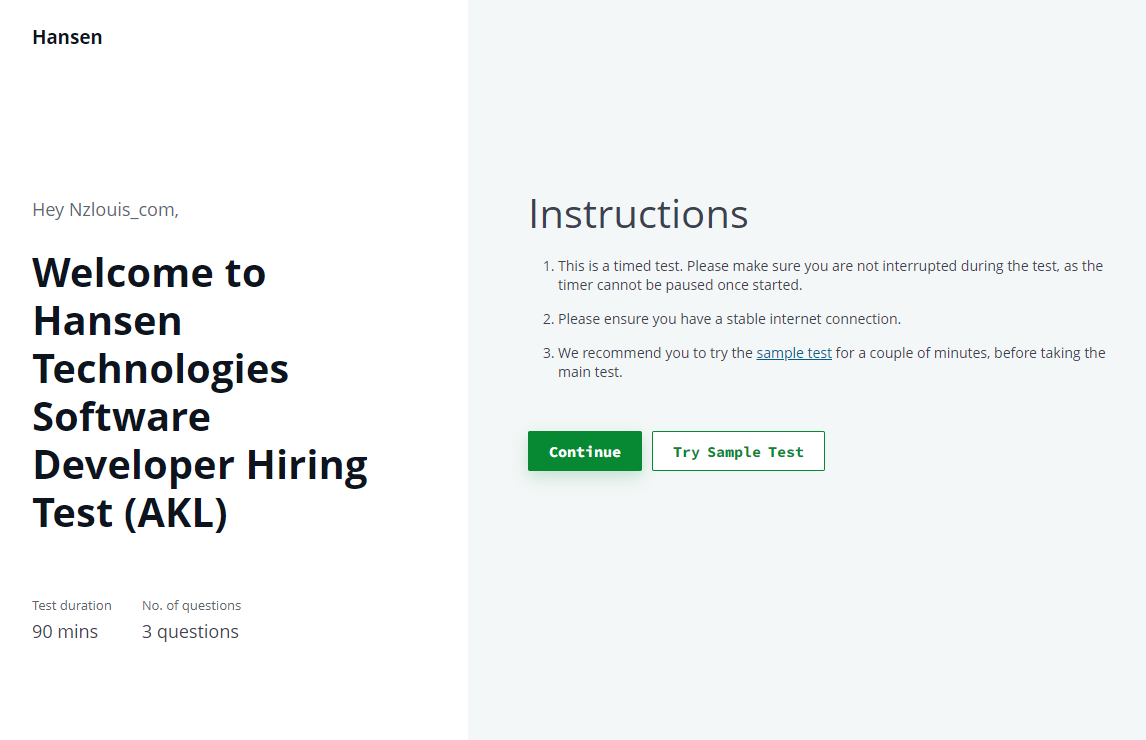 Hansen
Hey Nzlouis_com,
Welcome to
Hansen
Technologies
Software
Developer Hiring
Test (AKL)
Test duration
90 mins
No. of questions
3 questions
Instructions
1. This is a timed test. Please make sure you are not interrupted during the test, as the
timer cannot be paused once started.
2. Please ensure you have a stable internet connection.
3. We recommend you to try the sample test for a couple of minutes, before taking the
main test.
Continue
Try Sample Test